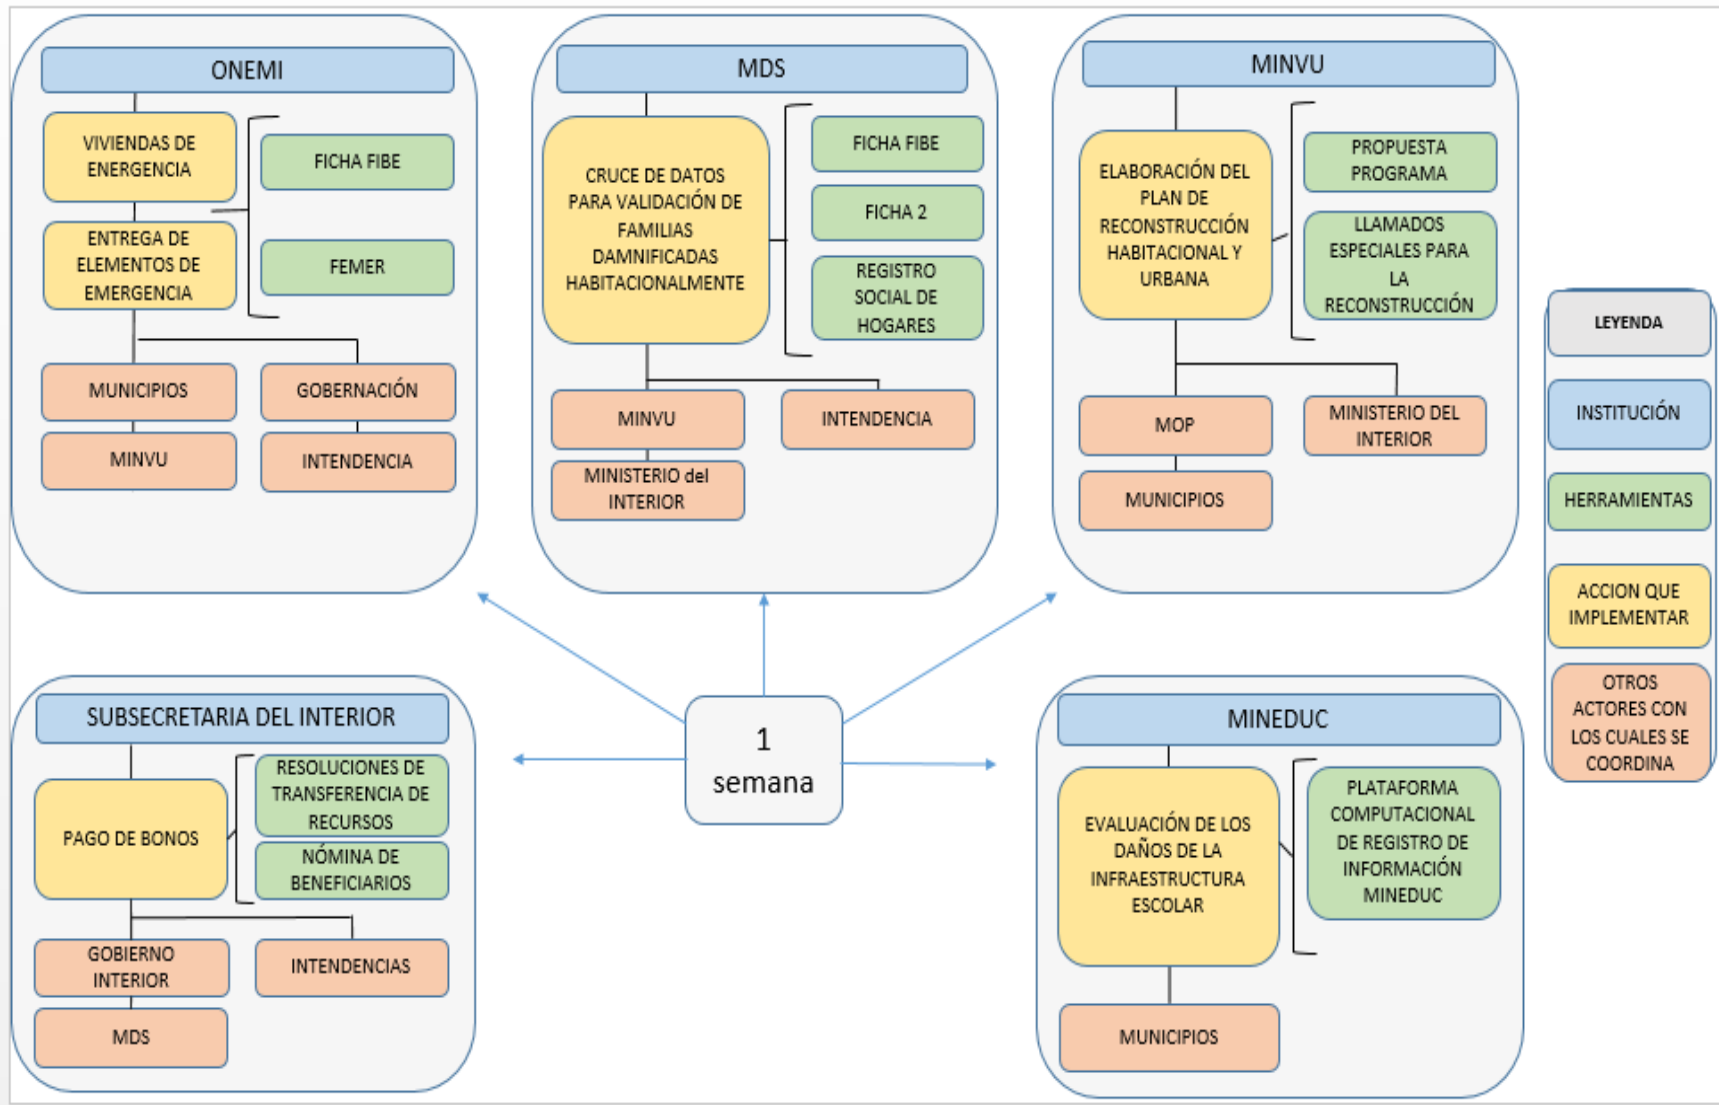 ONEMI
VIVIENDAS DE
ENERGENCIA
ENTREGA DE
ELEMENTOS DE
EMERGENCIA
FICHA FIBE
FEMER
MUNICIPIOS
GOBERNACIÓN
MINVU
INTENDENCIA
MDS
CRUCE DE DATOS
PARA VALIDACIÓN DE
FAMILIAS
DAMNIFICADAS
HABITACIONALMENTE
FICHA FIBE
FICHA 2
REGISTRO
SOCIAL DE
HOGARES
MINVU
INTENDENCIA
MINISTERIO del
INTERIOR
MINVU
ELABORACIÓN DEL
PLAN DE
RECONSTRUCCIÓN
HABITACIONAL Y
URBANA
PROPUESTA
PROGRAMA
LLAMADOS
ESPECIALES PARA
LA
RECONSTRUCCIÓN
MOP
MINISTERIO DEL
INTERIOR
MUNICIPIOS
LEYENDA
INSTITUCIÓN
HERRAMIENTAS
ACCION QUE
IMPLEMENTAR
OTROS
ACTORES CON
LOS CUALES SE
COORDINA
SUBSECRETARIA DEL INTERIOR
PAGO DE BONOS
RESOLUCIONES DE
TRANSFERENCIA DE
RECURSOS
NÓMINA DE
BENEFICIARIOS
GOBIERNO
INTERIOR
INTENDENCIAS
MDS
1
semana
MINEDUC
EVALUACIÓN DE LOS
DAÑOS DE LA
INFRAESTRUCTURA
ESCOLAR
PLATAFORMA
COMPUTACIONAL
DE REGISTRO DE
INFORMACIÓN
MINEDUC
MUNICIPIOS